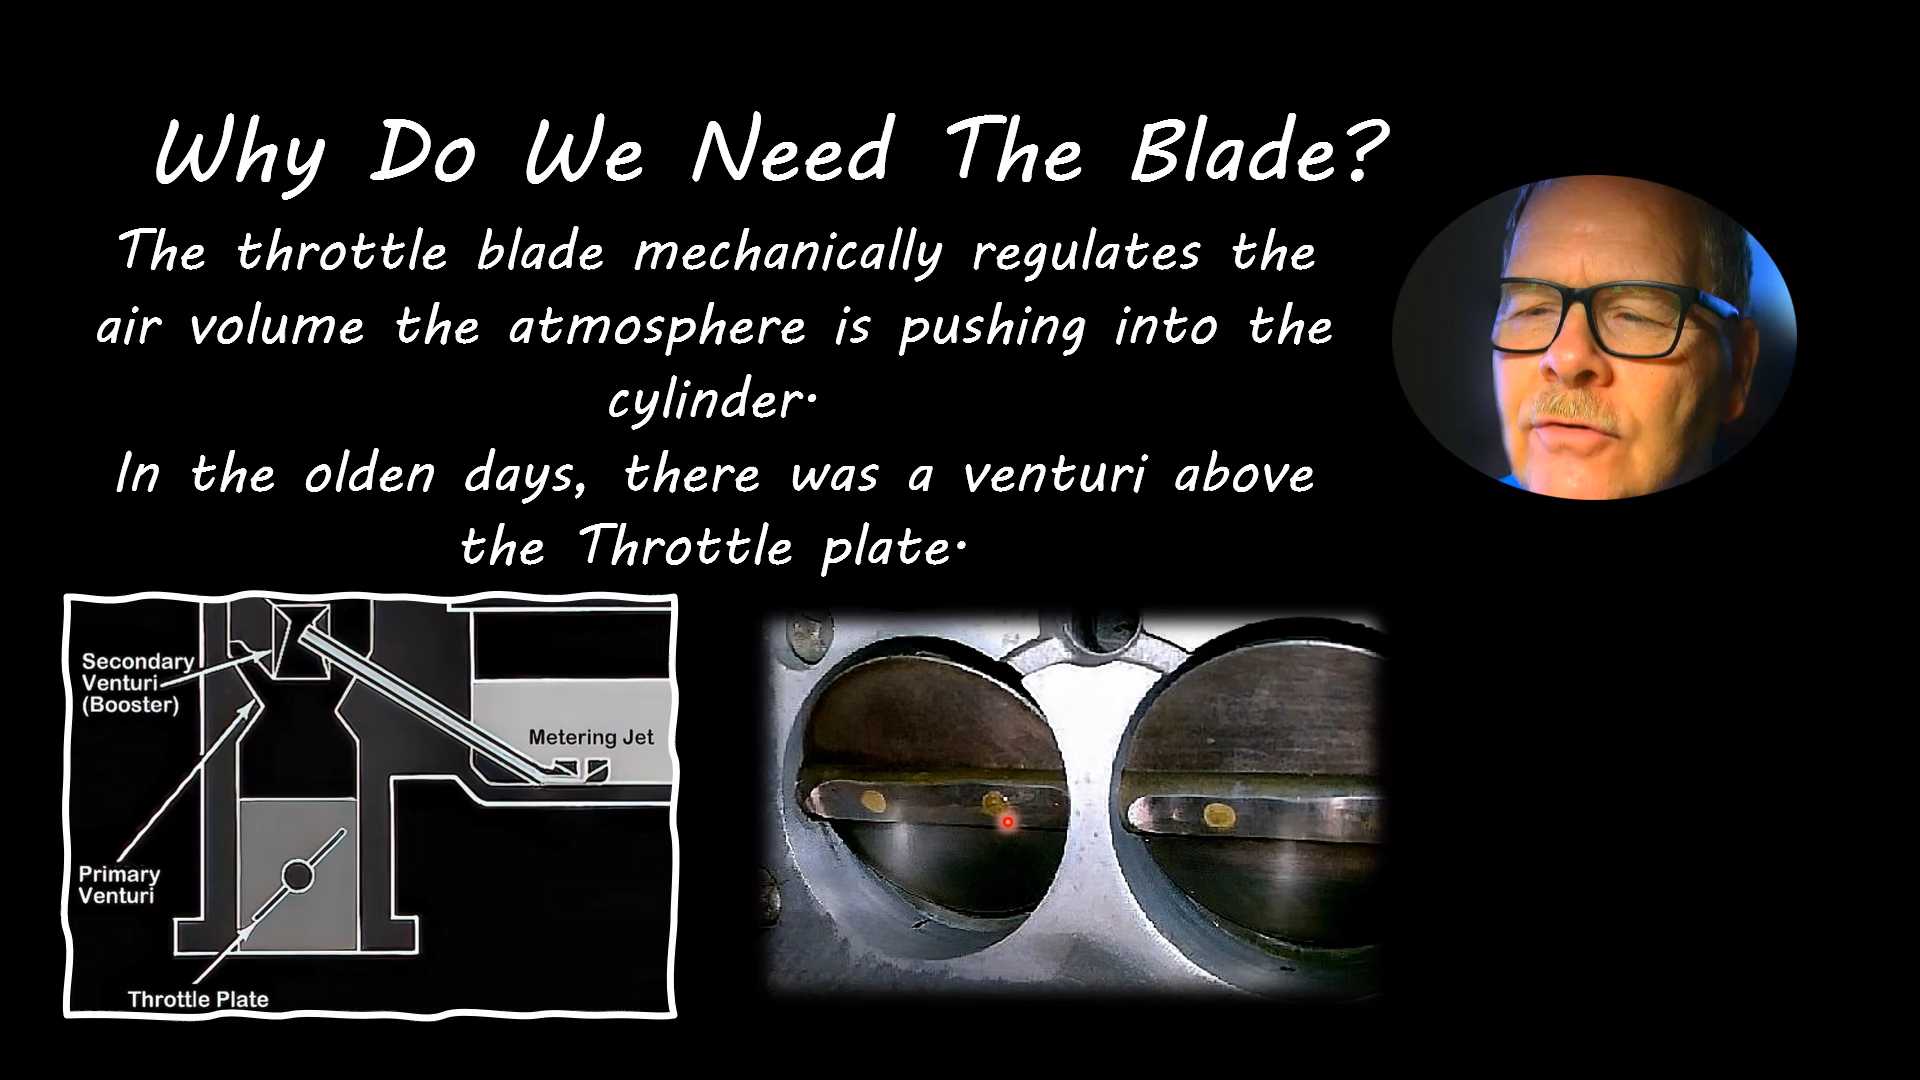 Why Do We Need The Blade?
The throttle blade mechanically regulates the
air volume the atmosphere is pushing into the
cylinder.
In the olden days, there was a venturi above
the Throttle plate.
Secondary
Venturi
(Booster)
Metering Jet
Primary
Venturi
Throttle Plate